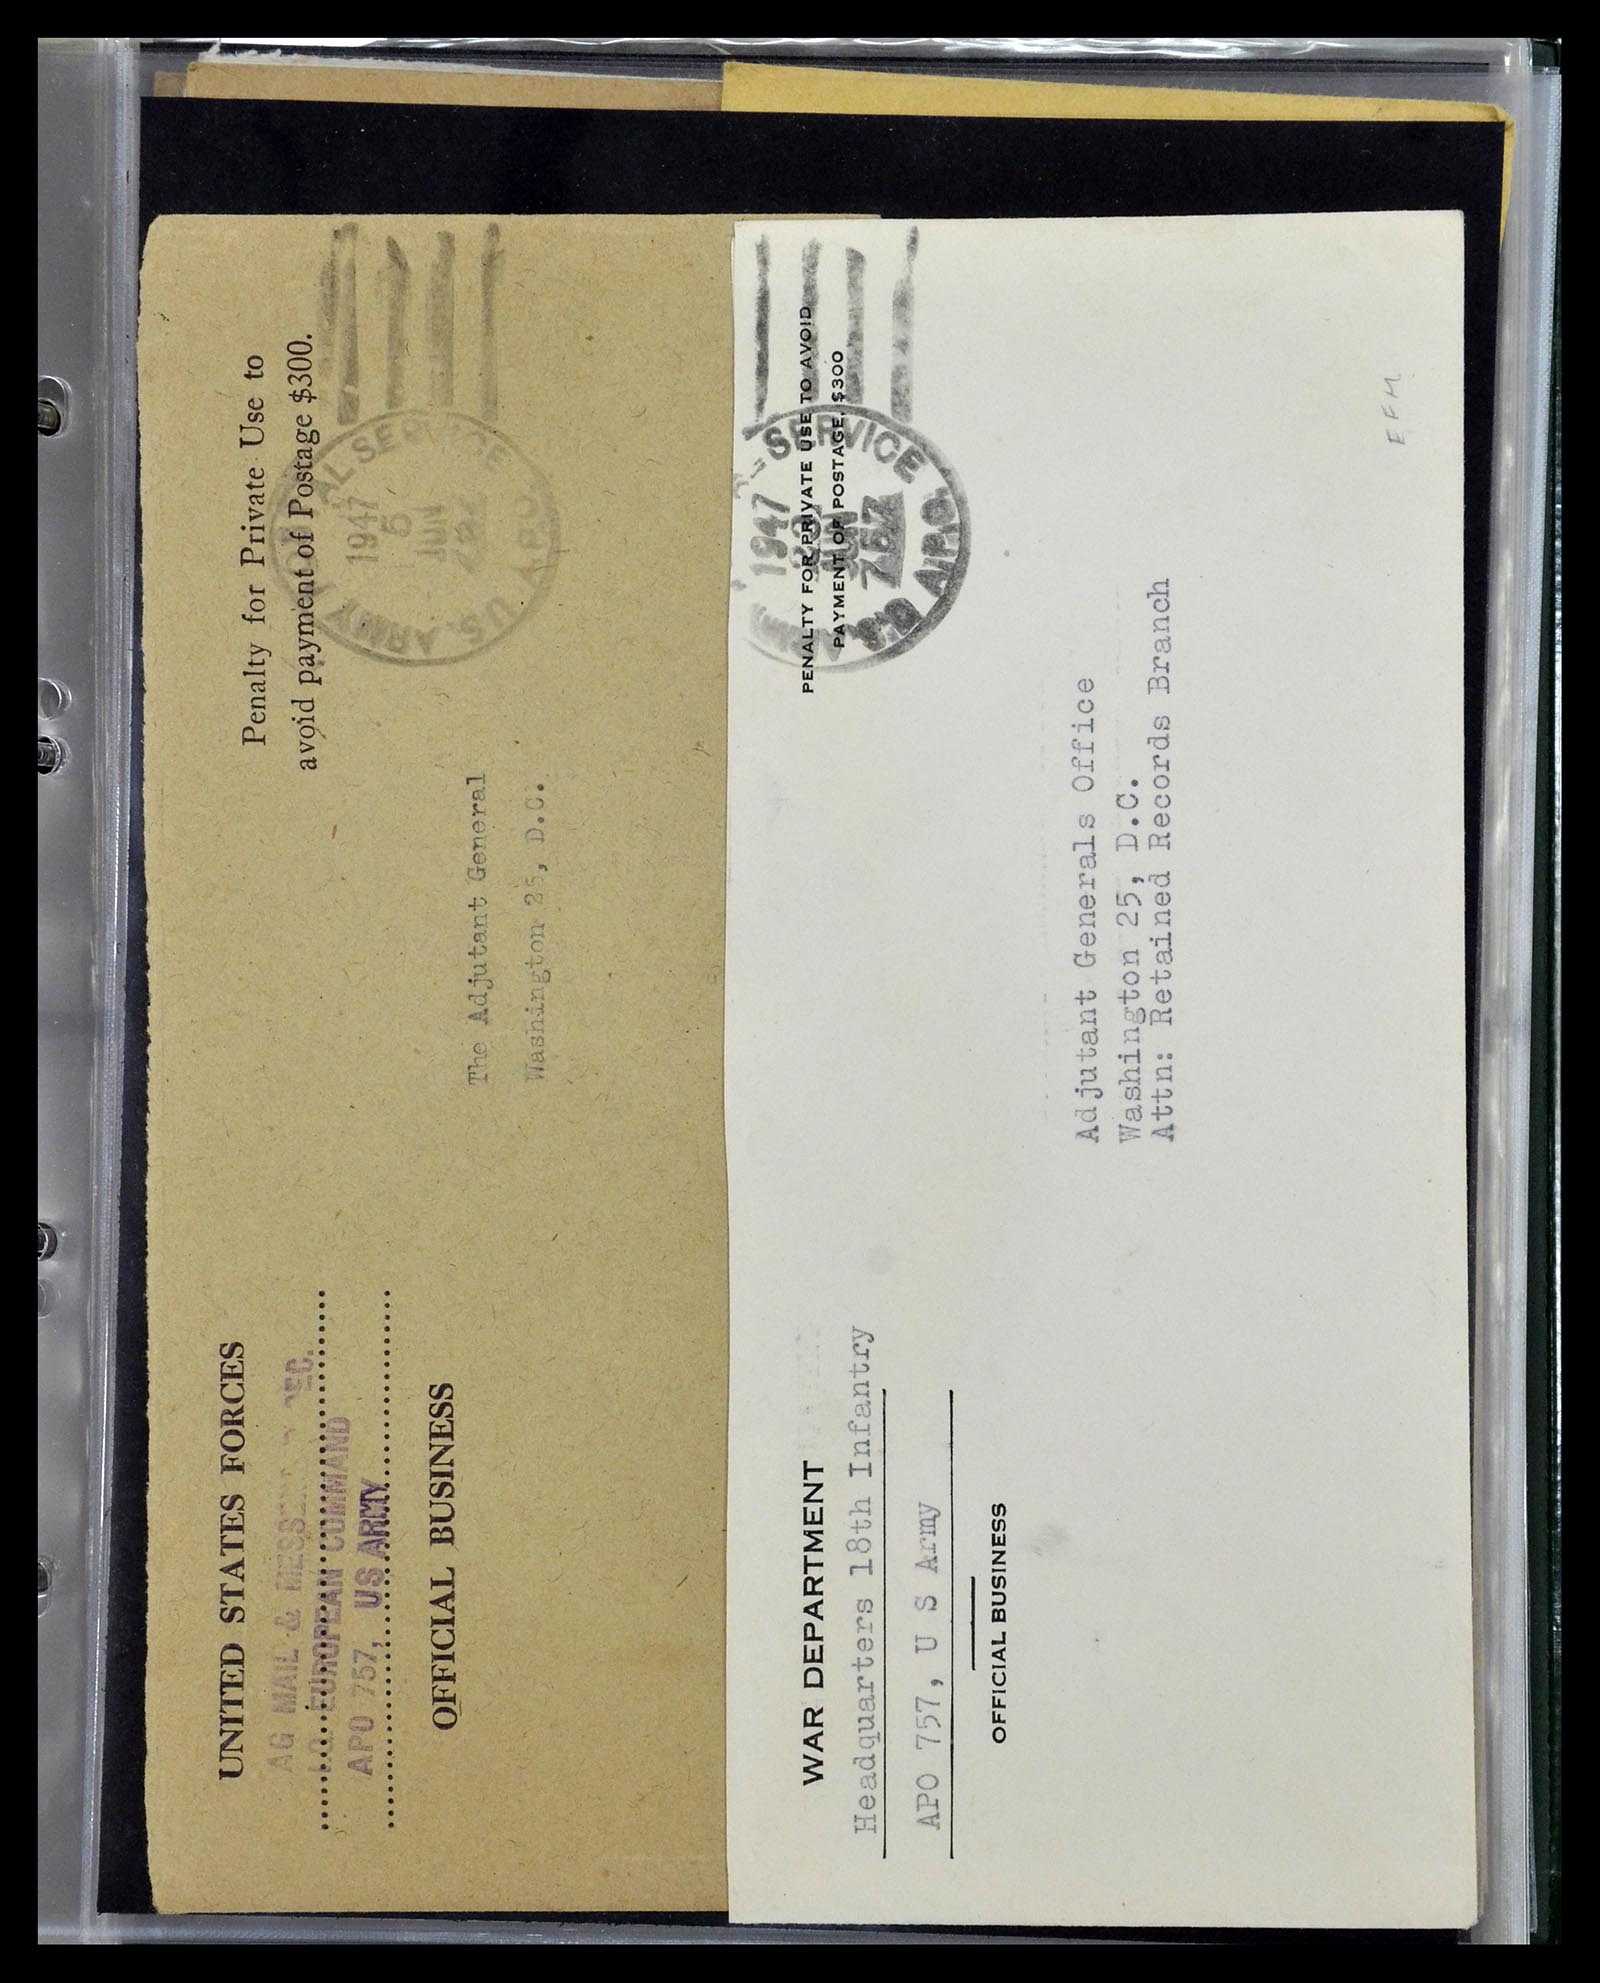 UNITED STATES FORCES
AG MAIL &
EUROPEAN COMMAND
APO 757, US ARMY
OFFICIAL BUSINESS
Penalty for Private Use to
avoid payment of Postage $300.
POSTAL SERVICE
1947
5
JUN
U.S. ARMY
A.P.O.
The Adjutant General
Washington 25, D.C.
WAR DEPARTMENT
Headquarters 18th Infantry
APO 757, U S Army
OFFICIAL BUSINESS
PENALTY FOR PRIVATE USE TO AVOID
PAYMENT OF POSTAGE, $300
SERVICE
1947
JUN
757
A.P.O.
Adjutant Generals Office
Washington 25, D.C.
Attn: Retained Records Branch
EFM